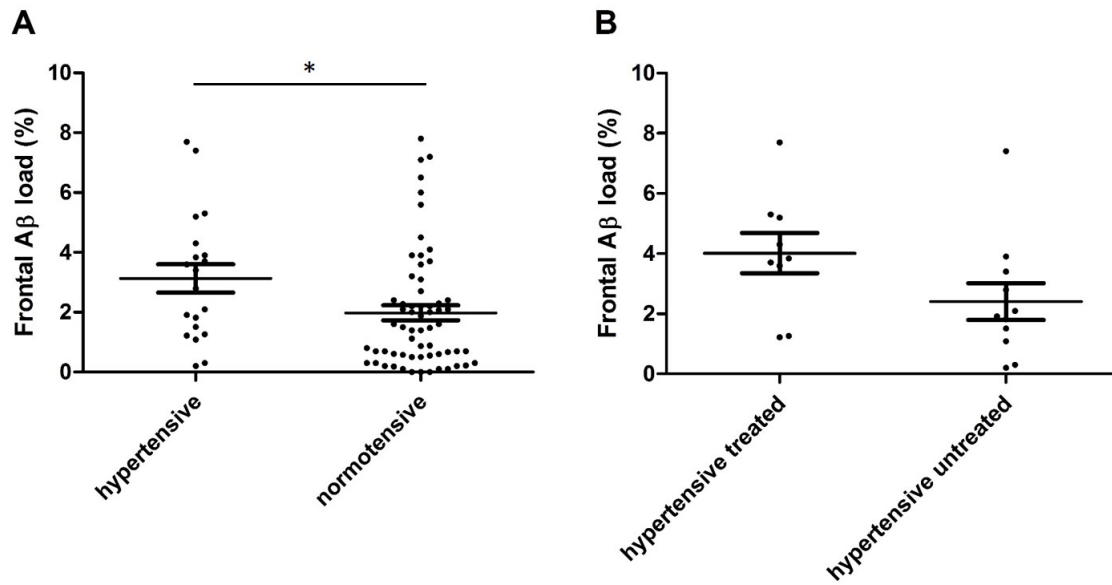 A
Frontal Aβ load (%)
10
8
6
4
2
0
*
hypertensive
normotensive
B
Frontal Aβ load (%)
10
8
6
4
2
0
hypertensive treated
hypertensive untreated